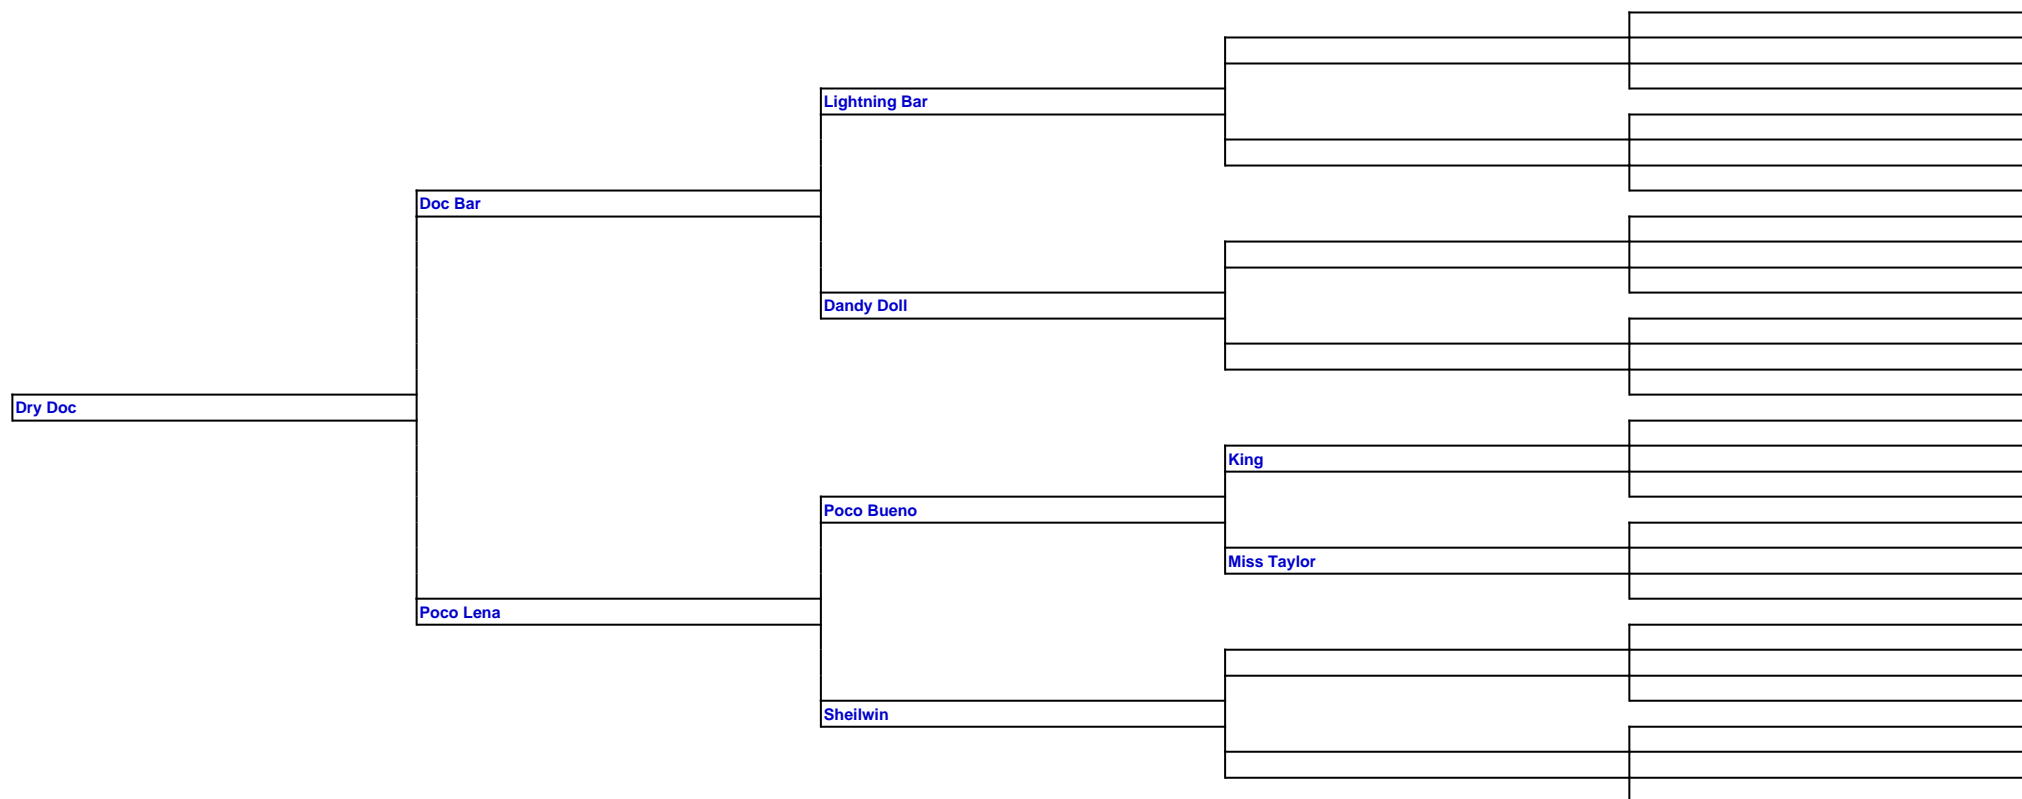 Lightning Bar
Doc Bar
Dandy Doll
Dry Doc
King
Poco Bueno
Miss Taylor
Poco Lena
Sheilwin